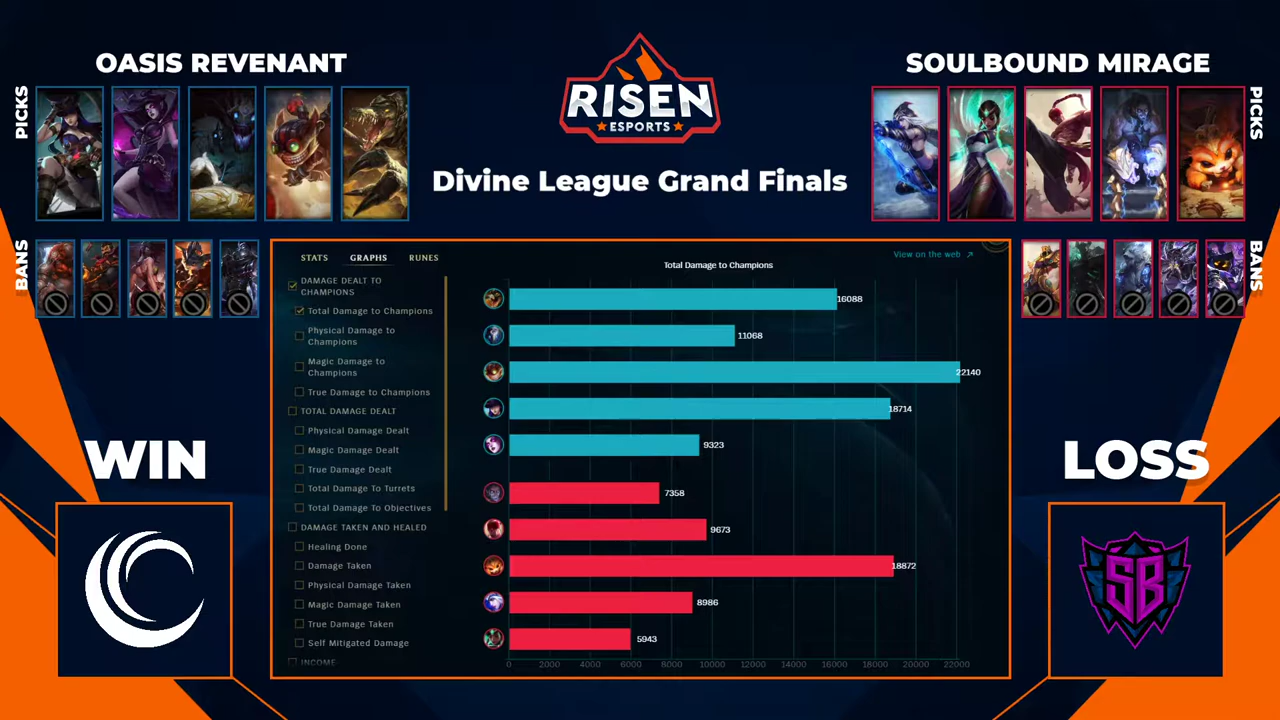 OASIS REVENANT
PICKS
BANS
RISEN
ESPORTS
Divine League Grand Finals
SOULBOUND MIRAGE
PICKS
BANS
STATS GRAPHS RUNES
View on the web
Total Damage to Champions
DAMAGE DEALT TO
CHAMPIONS
Total Damage to Champions
Physical Damage to
Champions
Magic Damage to
Champions
True Damage to Champions
TOTAL DAMAGE DEALT
Physical Damage Dealt
Magic Damage Dealt
True Damage Dealt
Total Damage To Turrets
Total Damage To Objectives
DAMAGE TAKEN AND HEALED
Healing Done
Damage Taken
Physical Damage Taken
Magic Damage Taken
True Damage Taken
Self Mitigated Damage
INCOME
16088
11068
22140
18714
9323
7358
9673
18872
8986
5943
0 2000 4000 6000 8000 10000 12000 14000 16000 18000 20000 22000
WIN
LOSS
SB